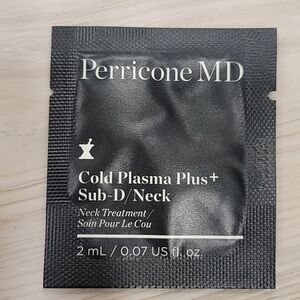 Perricone MD
Cold Plasma Plus+
Sub-D/Neck
Neck Treatment /
Soin Pour Le Cou
2 mL / 0.07 US fl. oz.